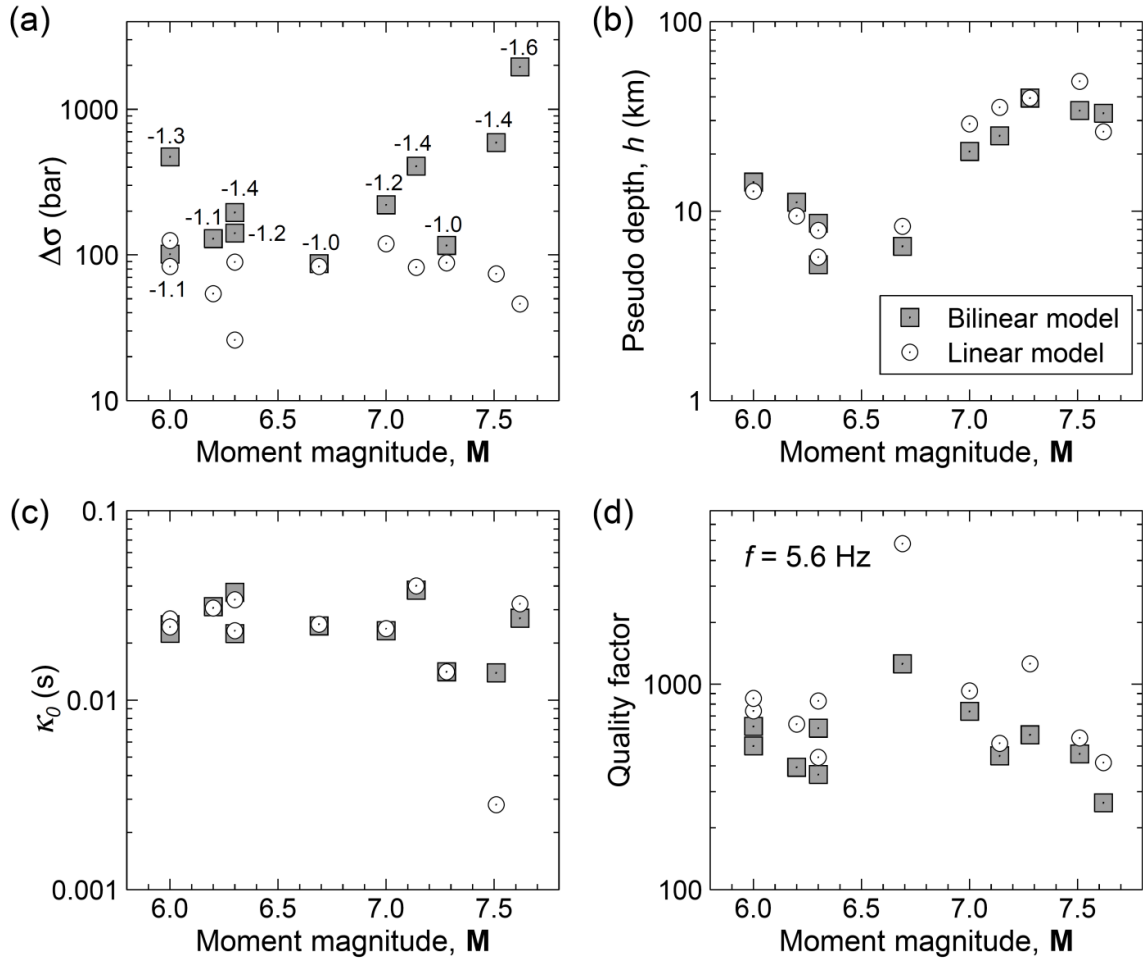 (a)
1000
100
10
Δσ (bar)
-1.3
-1.1
-1.1
-1.4
-1.2
-1.0
-1.2
-1.4
-1.0
-1.4
-1.6
6.0 6.5 7.0 7.5
Moment magnitude, M
(b)
100
10
1
Pseudo depth, h (km)
Bilinear model
Linear model
6.0 6.5 7.0 7.5
Moment magnitude, M
(c)
0.1
0.01
0.001
κ0 (s)
6.0 6.5 7.0 7.5
Moment magnitude, M
(d)
f = 5.6 Hz
1000
100
Quality factor
6.0 6.5 7.0 7.5
Moment magnitude, M